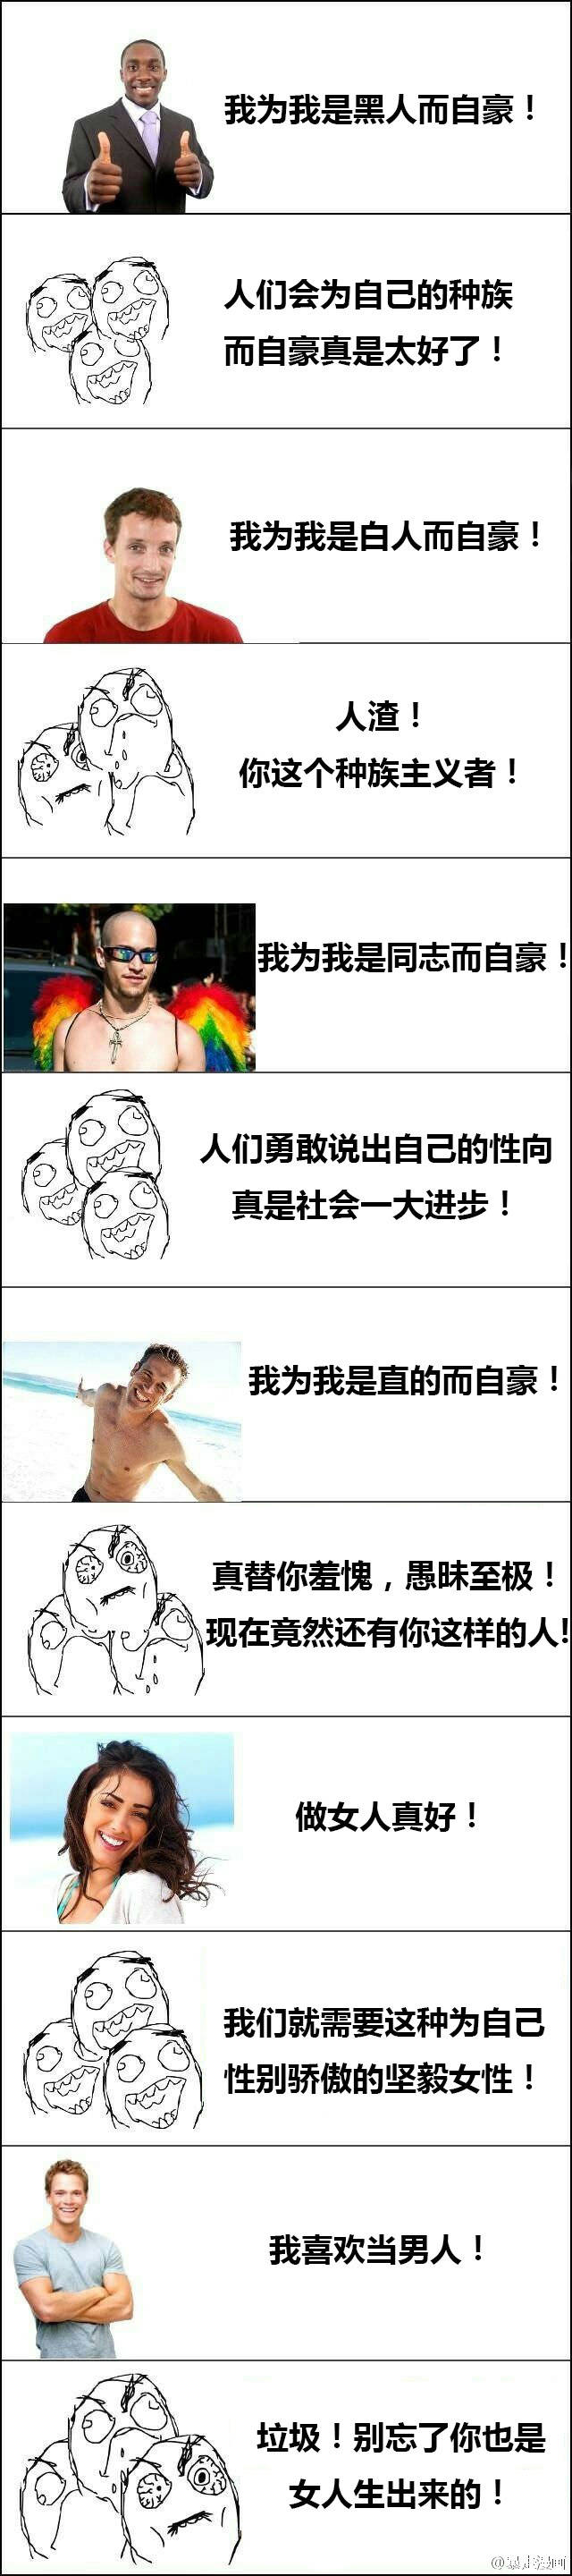 我为我是黑人而自豪！
人们会为自己的种族
而自豪真是太好了！
我为我是白人而自豪！
人渣！
你这个种族主义者！
我为我是同志而自豪！
人们勇敢说出自己的性向
真是社会一大进步！
我为我是直的而自豪！
真替你羞愧，愚昧至极！
现在竟然还有你这样的人!
做女人真好！
我们就需要这种为自己
性别骄傲的坚毅女性！
我喜欢当男人！
垃圾！别忘了你也是
女人生出来的！
@暴走漫画